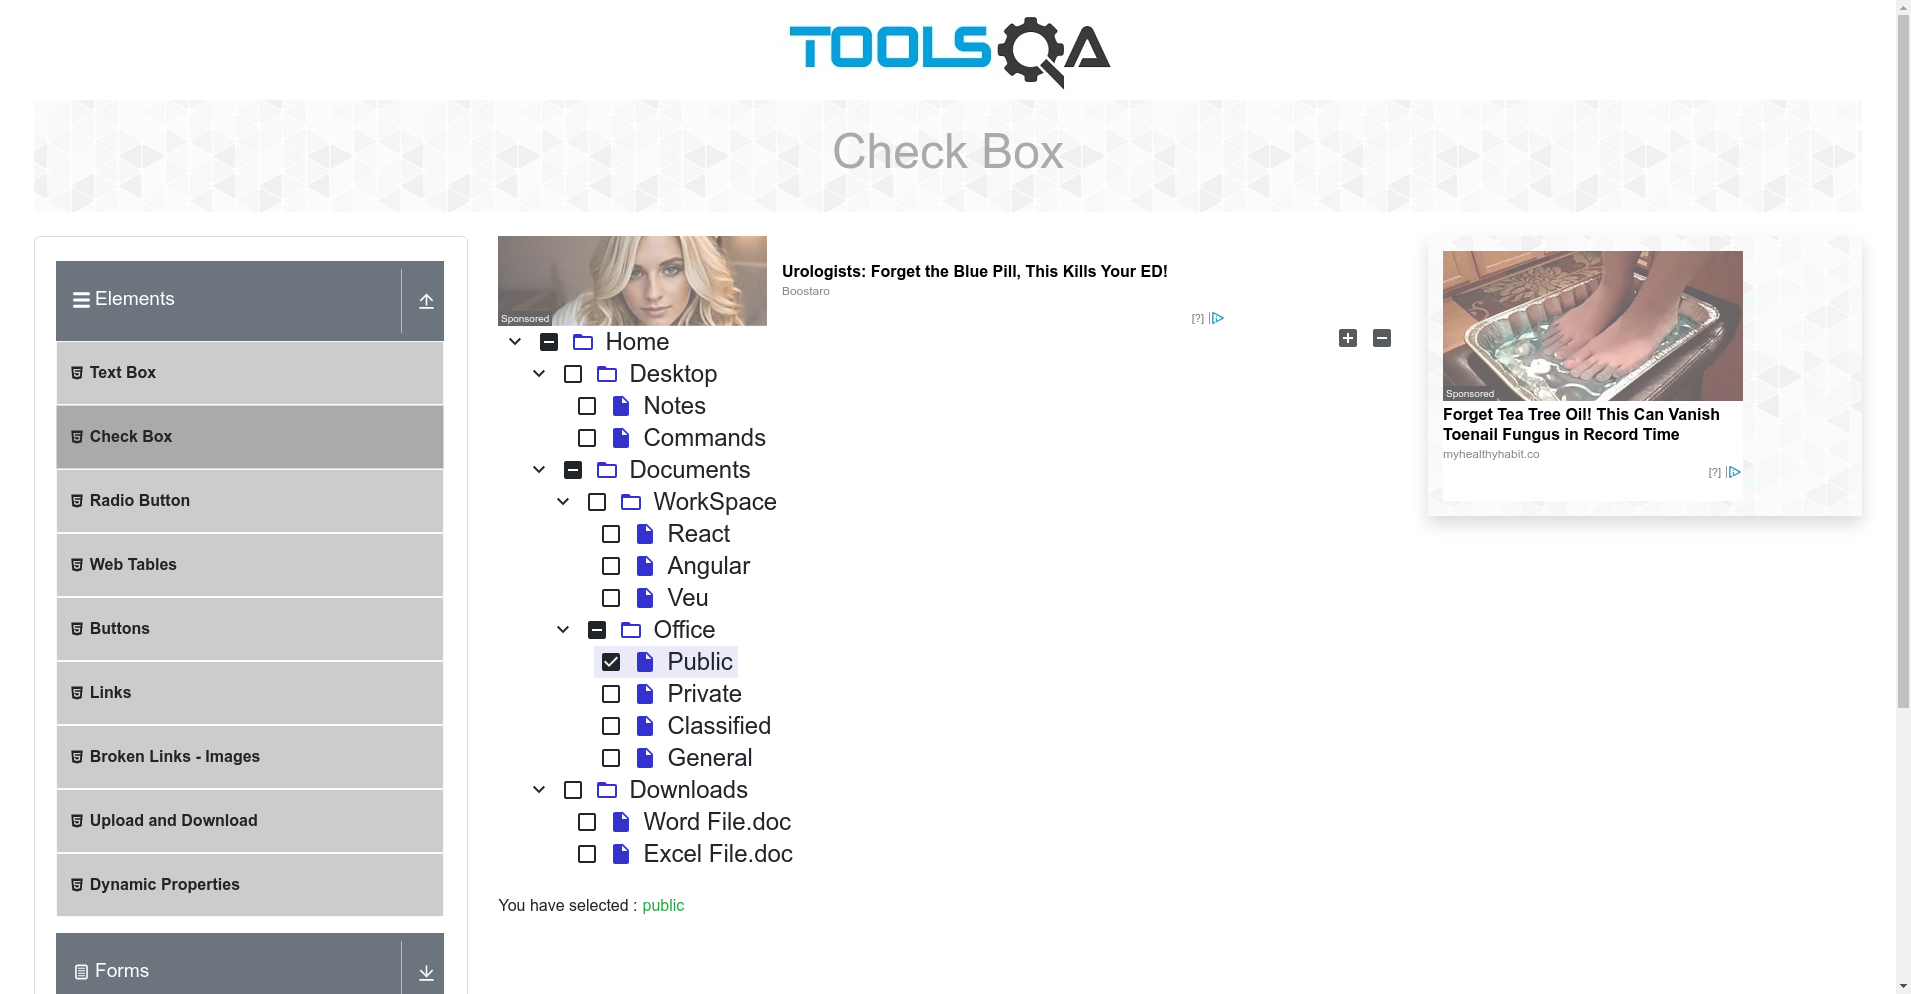 TOOLSQA
Check Box
Elements
Text Box
Check Box
Radio Button
Web Tables
Buttons
Links
Broken Links - Images
Upload and Download
Dynamic Properties
Forms
Sponsored
Urologists: Forget the Blue Pill, This Kills Your ED!
Boostaro
[?]
Home
Desktop
Notes
Commands
Documents
WorkSpace
React
Angular
Veu
Office
Public
Private
Classified
General
Downloads
Word File.doc
Excel File.doc
You have selected : public
Sponsored
Forget Tea Tree Oil! This Can Vanish
Toenail Fungus in Record Time
myhealthyhabit.co
[?]